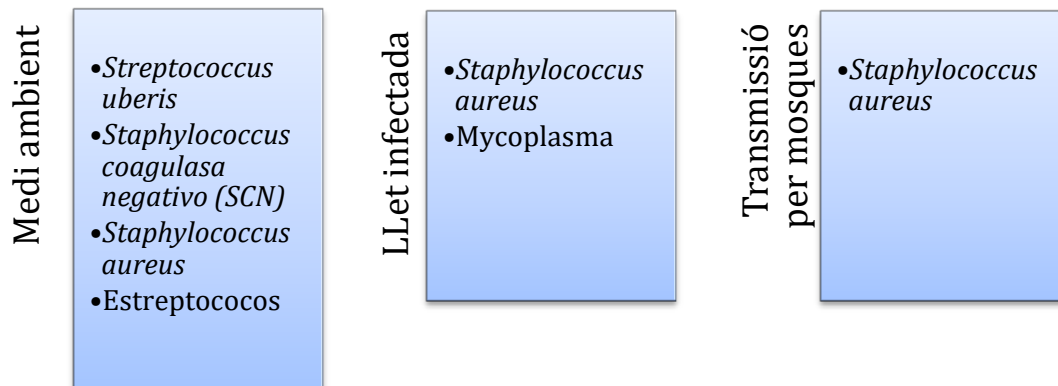 Medi ambient
•Streptococcus
uberis
•Staphylococcus
coagulasa
negativo (SCN)
•Staphylococcus
aureus
•Estreptococos
LLet infectada
•Staphylococcus
aureus
•Mycoplasma
Transmissió
per mosques
•Staphylococcus
aureus